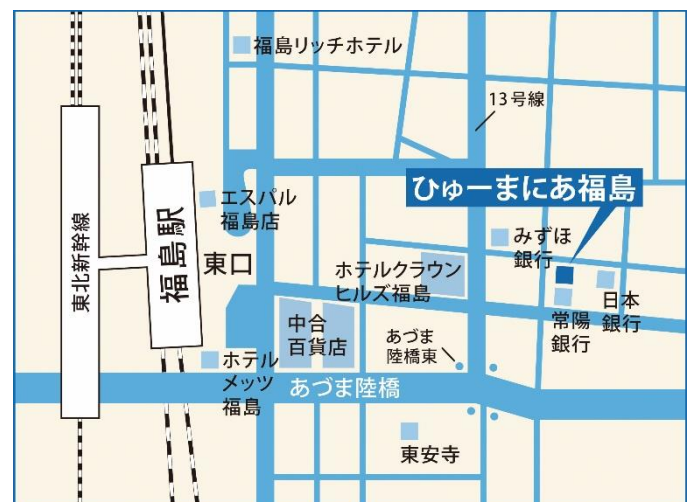 福島リッチホテル
13号線
ひゅーまにあ福島
エスパル
福島店
みずほ
銀行
東北新幹線
福島駅
東口
ホテルクラウン
ヒルズ福島
日本
銀行
常陽
銀行
中合
百貨店
あづま
陸橋東
ホテル
メッツ
福島
あづま陸橋
東安寺